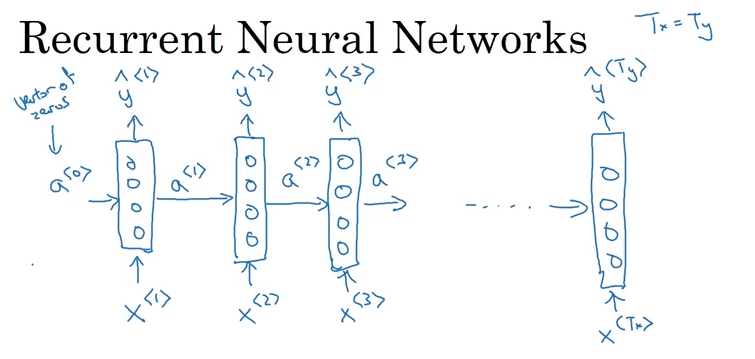 Recurrent Neural Networks
Tx = Ty
ŷ<1> ŷ<2> ŷ<3> ŷ<Ty>
vector of
zeros
a<0> a<1> a<2> a<3> .....
x<1> x<2> x<3> x<Tx>